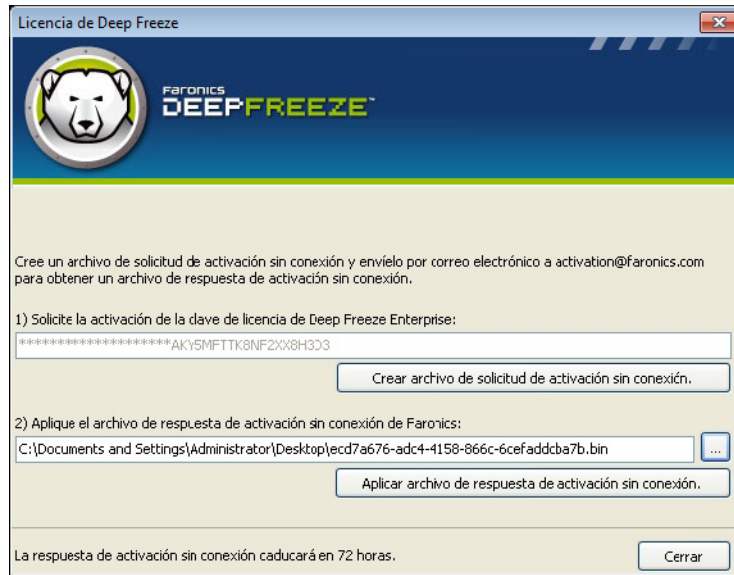 Licencia de Deep Freeze
FARONICS
DEEPFREEZE™
Cree un archivo de solicitud de activación sin conexión y envíelo por correo electrónico a activation@faronics.com
para obtener un archivo de respuesta de activación sin conexión.
1) Solicite la activación de la clave de licencia de Deep Freeze Enterprise:
Crear archivo de solicitud de activación sin conexión.
2) Aplique el archivo de respuesta de activación sin conexión de Faronics:
C:\Documents and Settings\Administrator\Desktop\ecd7a676-adc4-4158-866c-6cefaddcba7b.bin
...
Aplicar archivo de respuesta de activación sin conexión.
La respuesta de activación sin conexión caducará en 72 horas.
Cerrar